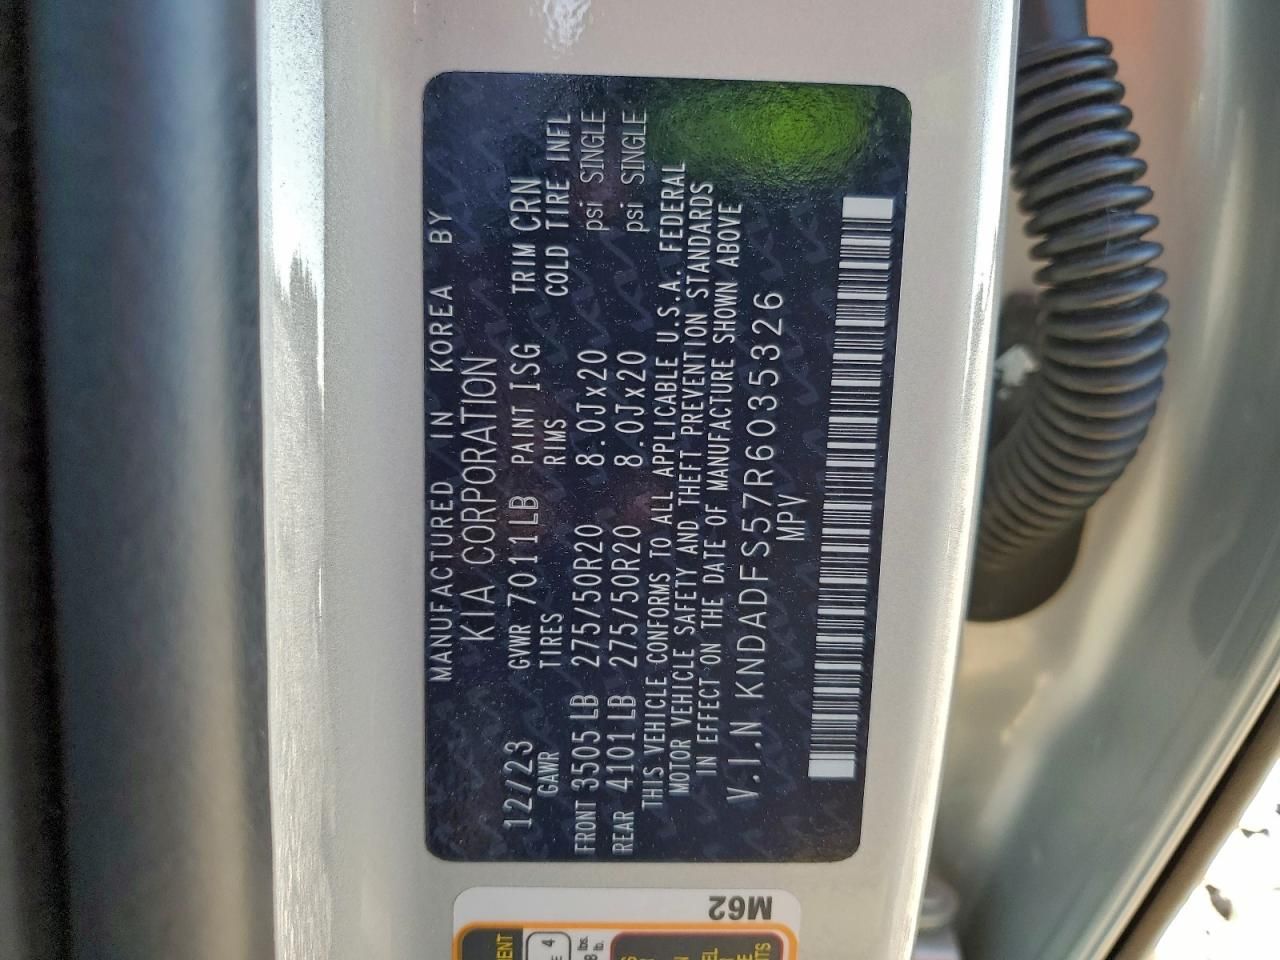 MANUFACTURED IN KOREA BY
KIA CORPORATION
12/23 GVWR 7011LB PAINT ISG TRIM CRN
GAWR TIRES RIMS COLD TIRE INFL
FRONT 3505LB 275/50R20 8.0Jx20 psi SINGLE
REAR 4101LB 275/50R20 8.0Jx20 psi SINGLE
THIS VEHICLE CONFORMS TO ALL APPLICABLE U.S.A. FEDERAL
MOTOR VEHICLE SAFETY AND THEFT PREVENTION STANDARDS
IN EFFECT ON THE DATE OF MANUFACTURE SHOWN ABOVE
V.I.N KNDADFS57R6035326
MPV
M62